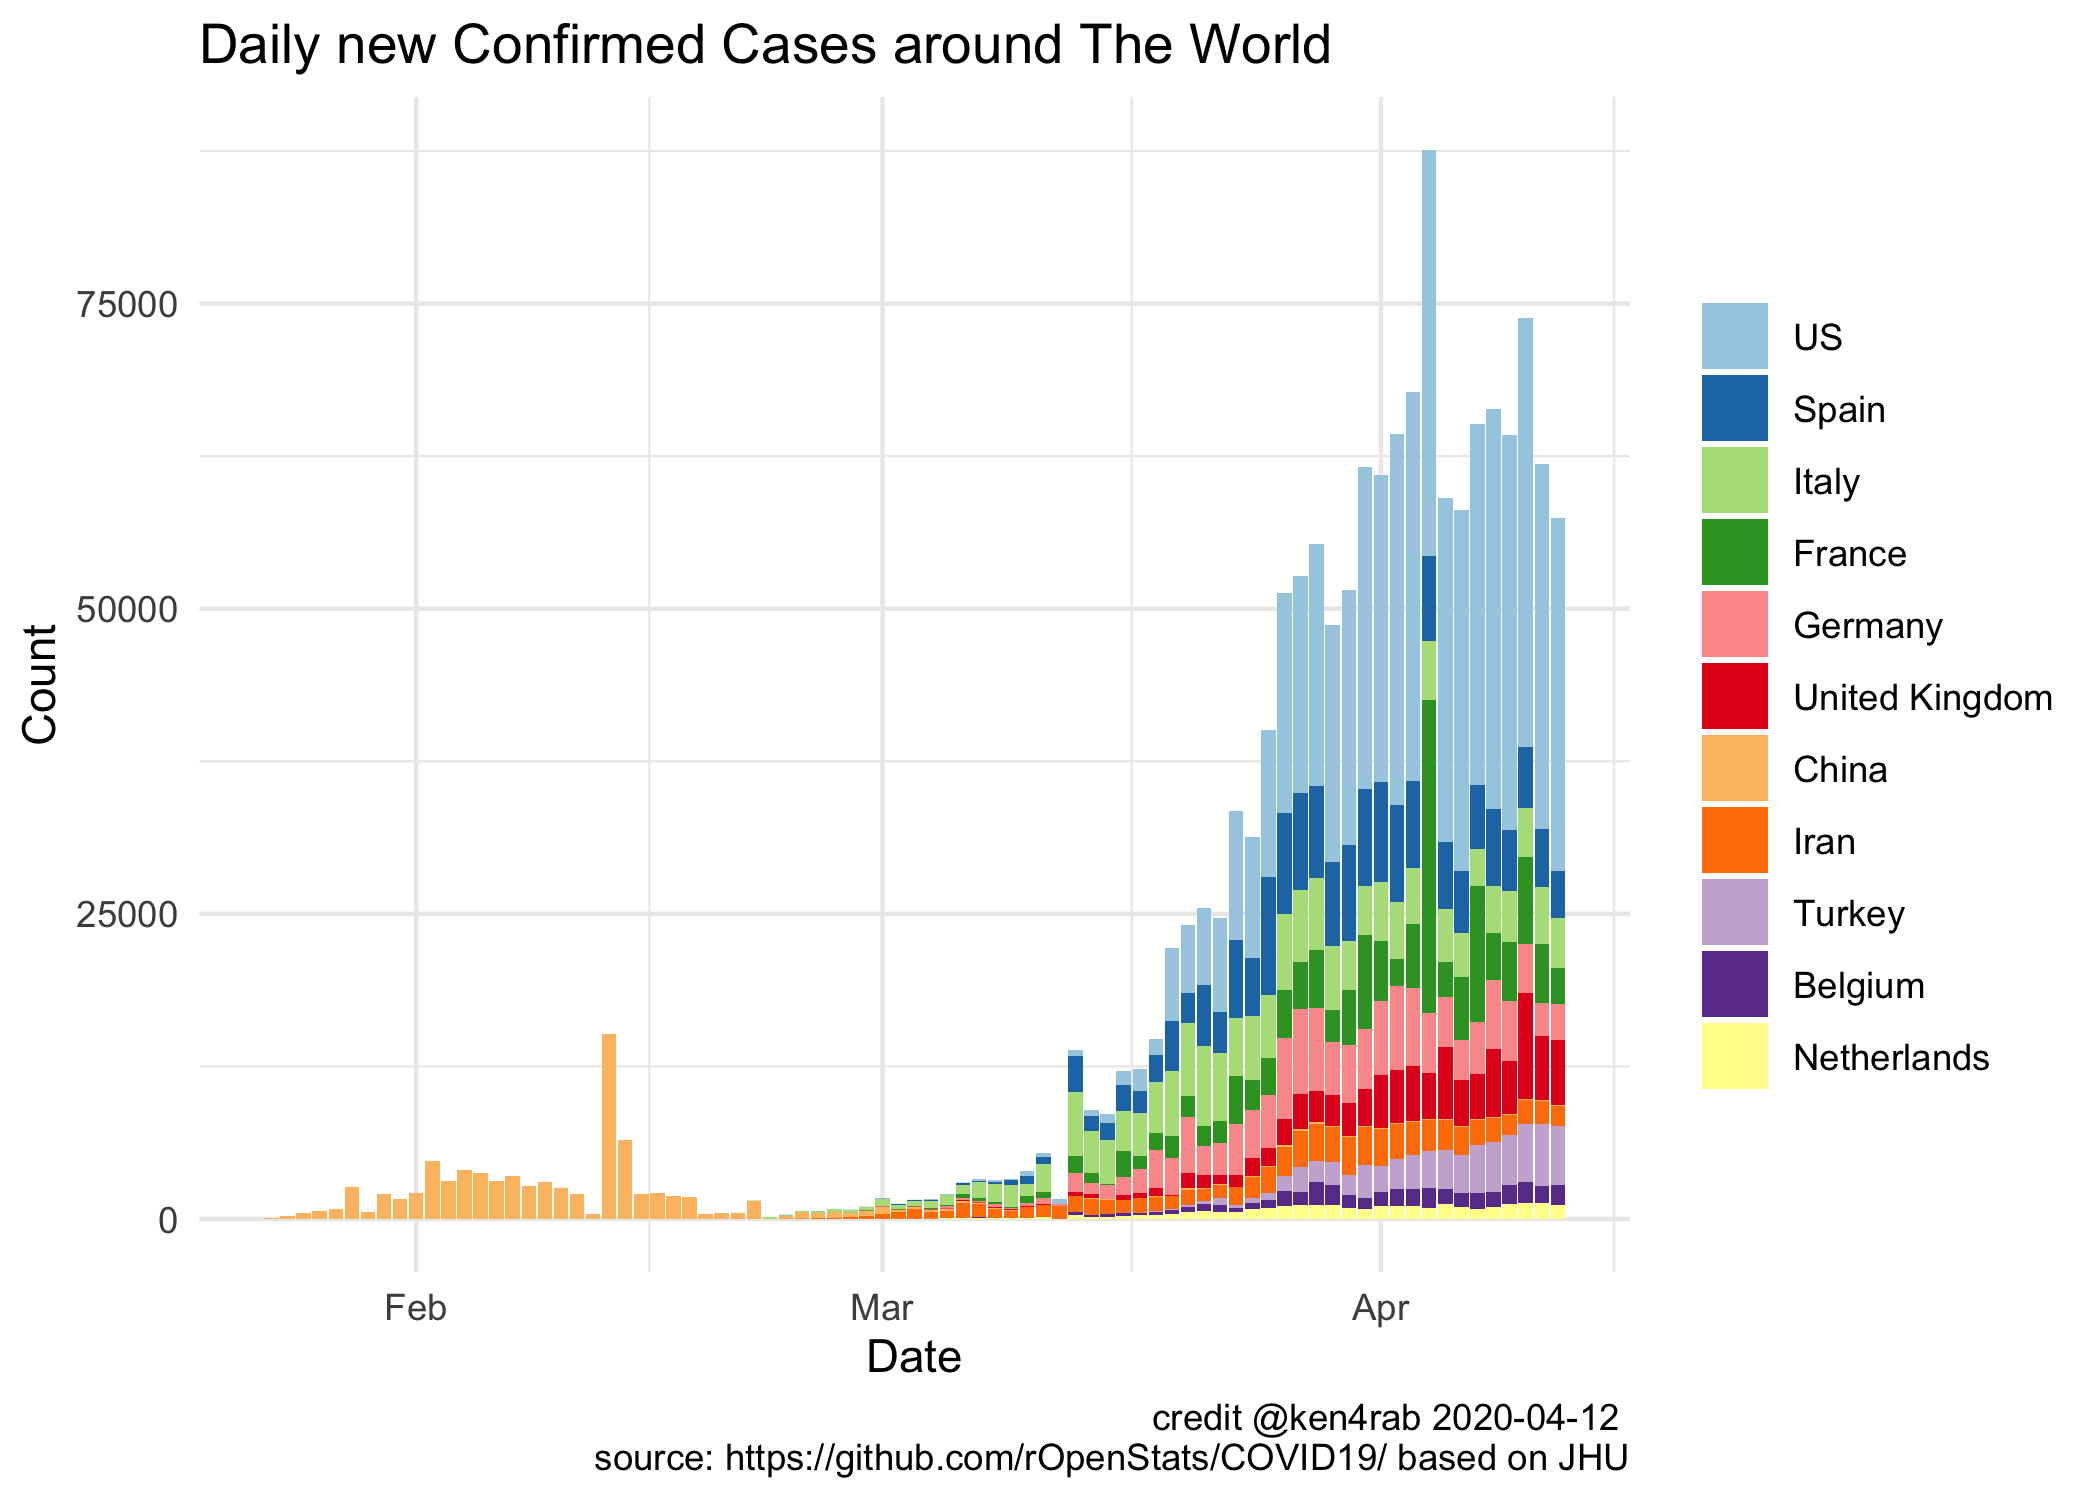 Daily new Confirmed Cases around The World
75000
50000
25000
0
Count
Feb
Mar
Apr
Date
US
Spain
Italy
France
Germany
United Kingdom
China
Iran
Turkey
Belgium
Netherlands
credit @ken4rab 2020-04-12
source: https://github.com/rOpenStats/COVID19/ based on JHU